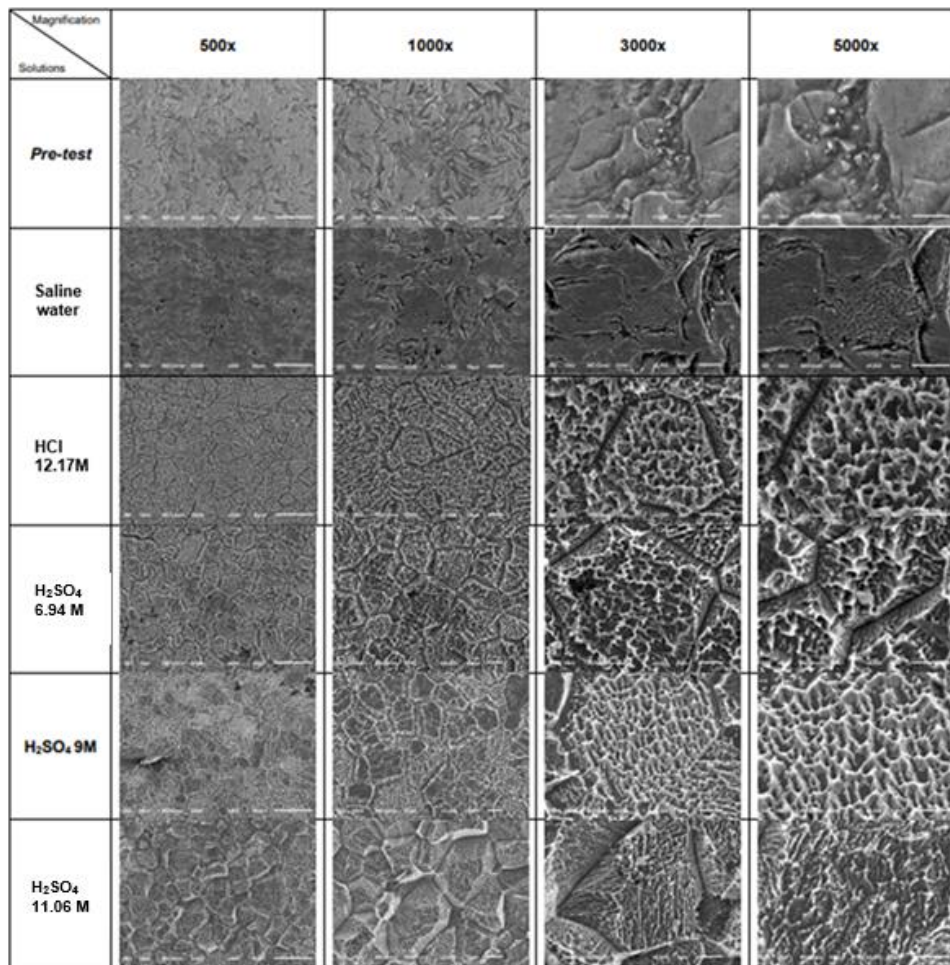 Magnification
Solutions
500x
1000x
3000x
5000x
Pre-test
Saline
water
HCl
12.17M
H₂SO₄
6.94 M
H₂SO₄ 9M
H₂SO₄
11.06 M